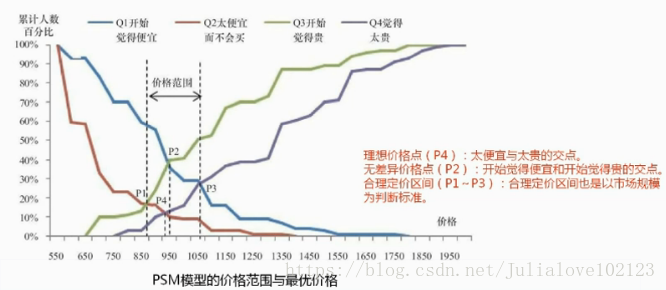 累计人数
百分比
Q1开始
觉得便宜
Q2太便宜
而不会买
Q3开始
觉得贵
Q4觉得
太贵
100%
90%
80%
70%
60%
50%
40%
30%
20%
10%
0%
价格范围
P2
P1
P4
P3
价格
550 650 750 850 950 1050 1150 1250 1350 1450 1550 1650 1750 1850 1950
理想价格点（P4）：太便宜与太贵的交点。
无差异价格点（P2）：开始觉得便宜和开始觉得贵的交点。
合理定价区间（P1~P3）：合理定价区间也是以市场规模
为判断标准。
PSM模型的价格范围与最优价格
https://blog.csdn.net/Julialove102123